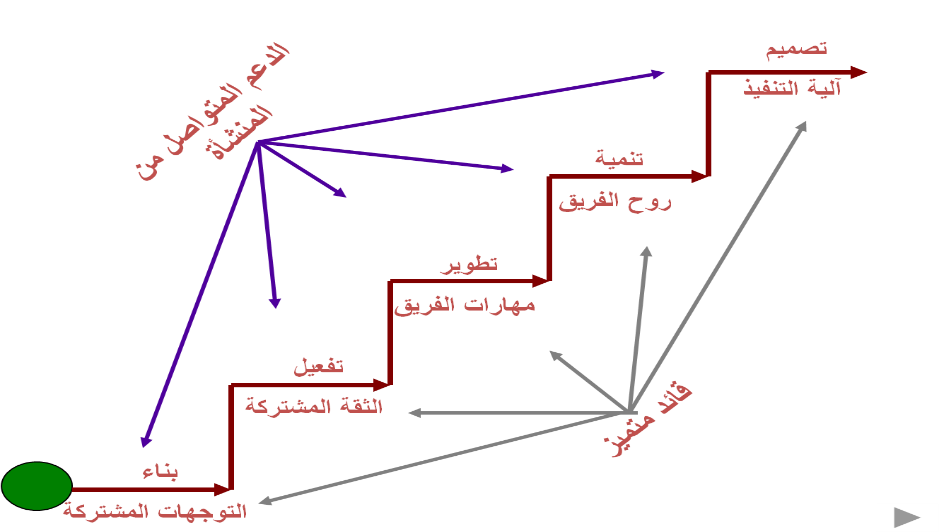 تصميم
آلية التنفيذ
الدعم المتواصل من
المنشأة
تنمية
روح الفريق
تطوير
مهارات الفريق
تفعيل
الثقة المشتركة
قائد متميز
بناء
التوجهات المشتركة